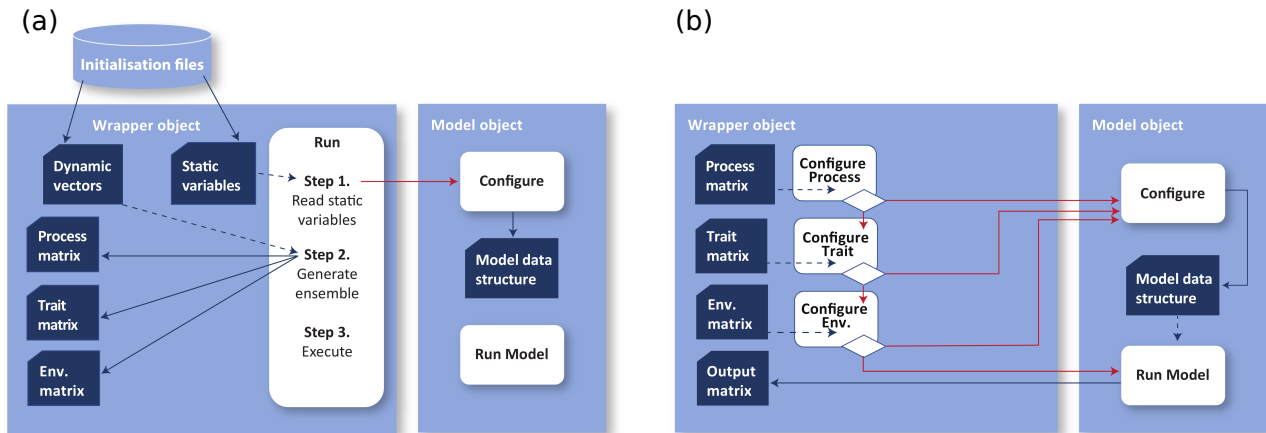 (a)
Initialisation files
Wrapper object
Dynamic
vectors
Static
variables
Process
matrix
Trait
matrix
Env.
matrix
Run
Step 1.
Read static
variables
Step 2.
Generate
ensemble
Step 3.
Execute
Model object
Configure
Model data
structure
Run Model
(b)
Wrapper object
Process
matrix
Configure
Process
Trait
matrix
Configure
Trait
Env.
matrix
Configure
Env.
Output
matrix
Model object
Configure
Model data
structure
Run Model